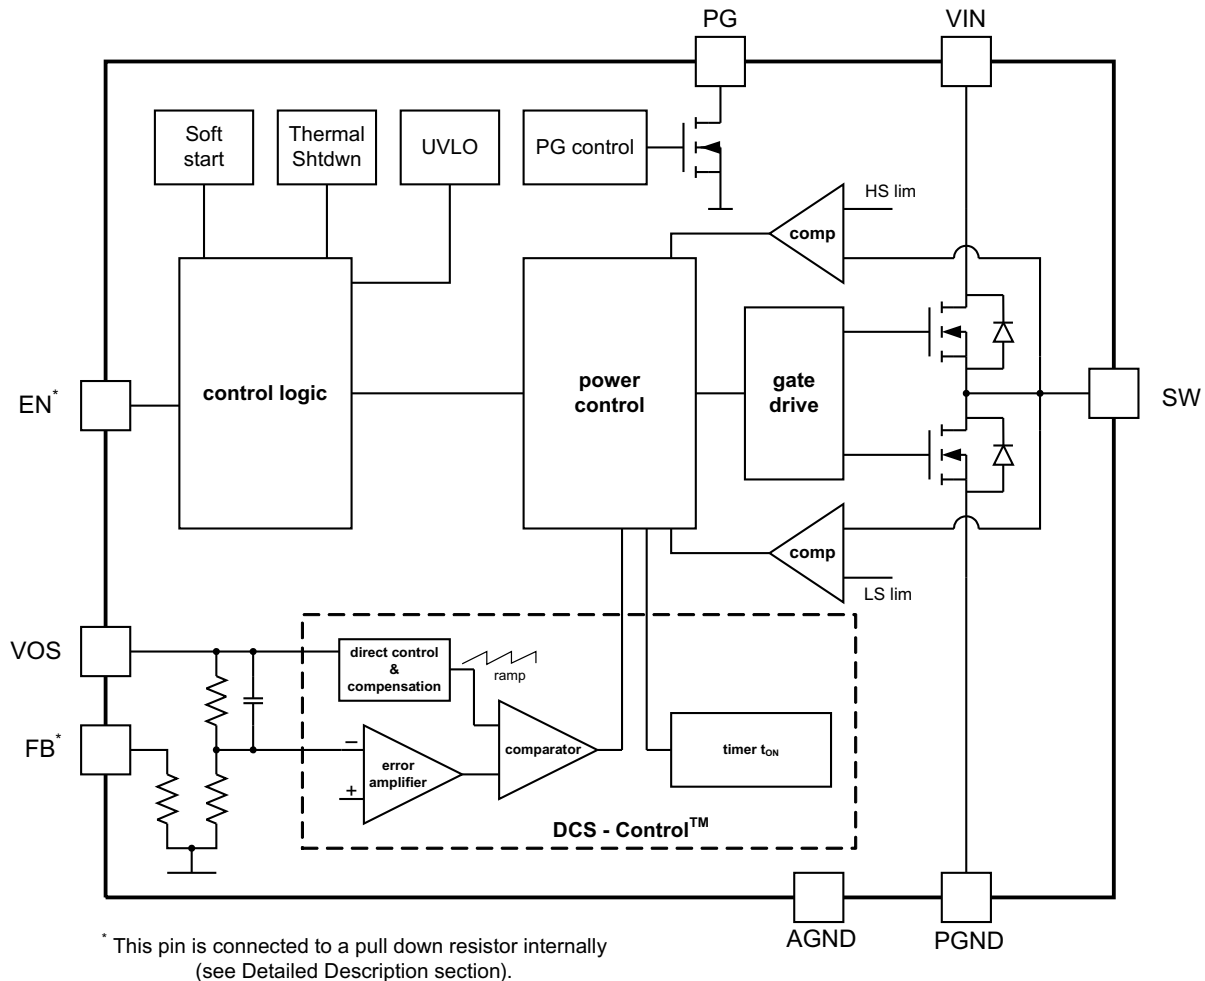 PG
VIN
Soft
start
Thermal
Shtdwn
UVLO
PG control
HS lim
comp
control logic
power
control
gate
drive
EN*
SW
comp
LS lim
VOS
direct control
&
compensation
ramp
FB*
–
error
amplifier
+
comparator
timer tON
DCS - Control™
AGND
PGND
* This pin is connected to a pull down resistor internally
(see Detailed Description section).